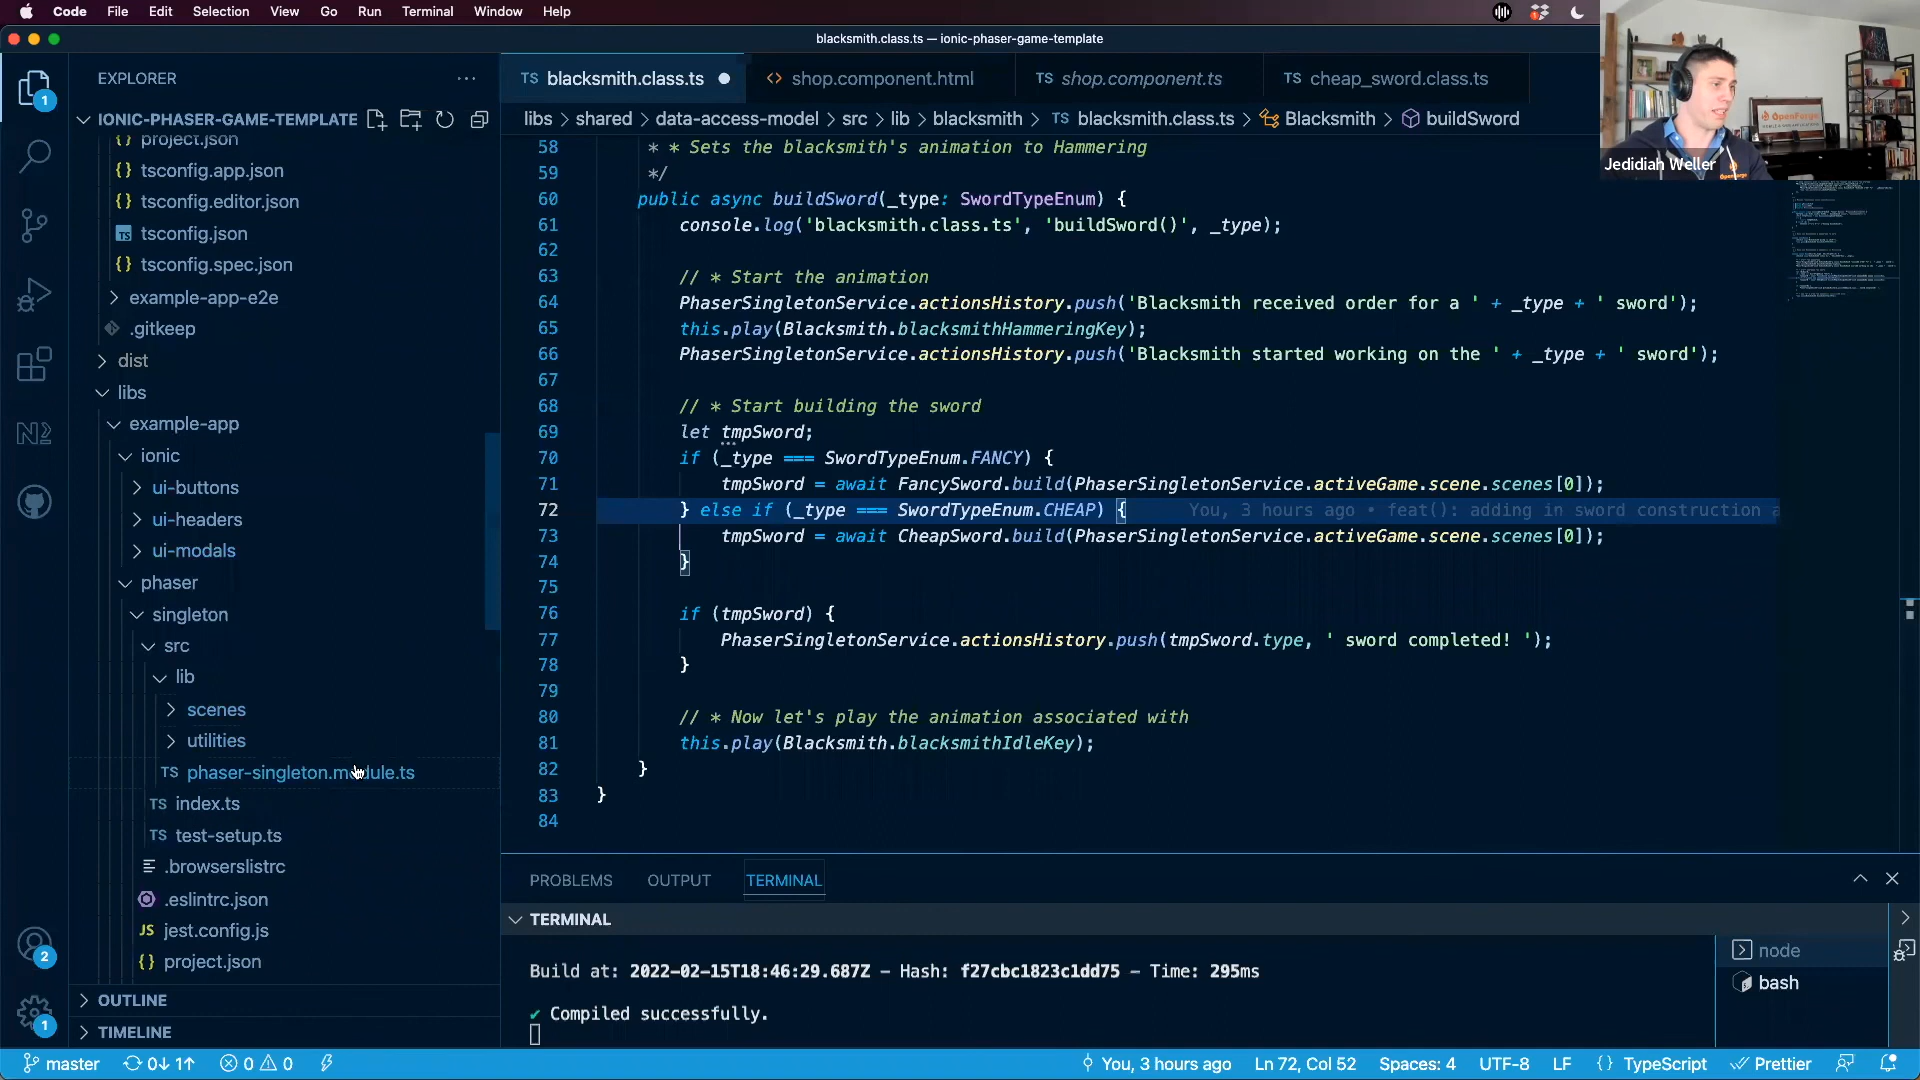 Code File Edit Selection View Go Run Terminal Window Help
blacksmith.class.ts — ionic-phaser-game-template
EXPLORER
IONIC-PHASER-GAME-TEMPLATE
{} project.json
{} tsconfig.app.json
{} tsconfig.editor.json
TS tsconfig.json
{} tsconfig.spec.json
example-app-e2e
.gitkeep
dist
libs
example-app
ionic
ui-buttons
ui-headers
ui-modals
phaser
singleton
src
lib
scenes
utilities
TS phaser-singleton.module.ts
TS index.ts
TS test-setup.ts
.browserslistrc
.eslintrc.json
JS jest.config.js
{} project.json
OUTLINE
TIMELINE
1
N
2
1
TS blacksmith.class.ts
<> shop.component.html
TS shop.component.ts
TS cheap_sword.class.ts
libs > shared > data-access-model > src > lib > blacksmith > TS blacksmith.class.ts > Blacksmith > buildSword
58 * * Sets the blacksmith's animation to Hammering
59 */
60 public async buildSword(_type: SwordTypeEnum) {
61 console.log('blacksmith.class.ts', 'buildSword()', _type);
62
63 // * Start the animation
64 PhaserSingletonService.actionsHistory.push('Blacksmith received order for a ' + _type + ' sword');
65 this.play(Blacksmith.blacksmithHammeringKey);
66 PhaserSingletonService.actionsHistory.push('Blacksmith started working on the ' + _type + ' sword');
67
68 // * Start building the sword
69 let tmpSword;
70 if (_type === SwordTypeEnum.FANCY) {
71 tmpSword = await FancySword.build(PhaserSingletonService.activeGame.scene.scenes[0]);
72 } else if (_type === SwordTypeEnum.CHEAP) { You, 3 hours ago • feat(): adding in sword construction a
73 tmpSword = await CheapSword.build(PhaserSingletonService.activeGame.scene.scenes[0]);
74 }
75
76 if (tmpSword) {
77 PhaserSingletonService.actionsHistory.push(tmpSword.type, ' sword completed! ');
78 }
79
80 // * Now let's play the animation associated with
81 this.play(Blacksmith.blacksmithIdleKey);
82 }
83 }
84
OpenForge
Jedidiah Weller
PROBLEMS OUTPUT TERMINAL
TERMINAL
Build at: 2022-02-15T18:46:29.687Z - Hash: f27cbc1823c1dd75 - Time: 295ms
✔ Compiled successfully.
node
bash
master 0↓ 1↑ 0 0 You, 3 hours ago Ln 72, Col 52 Spaces: 4 UTF-8 LF {} TypeScript Prettier